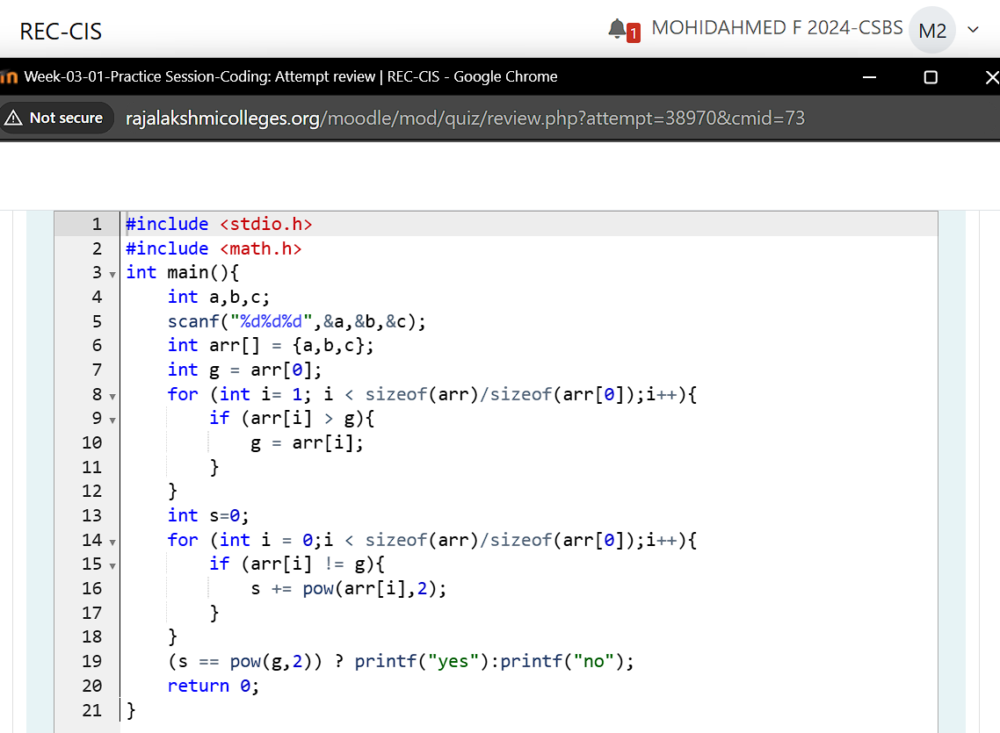 REC-CIS
1 MOHIDAHMED F 2024-CSBS M2
Week-03-01-Practice Session-Coding: Attempt review | REC-CIS - Google Chrome
Not secure rajalakshmicolleges.org/moodle/mod/quiz/review.php?attempt=38970&cmid=73
1 #include <stdio.h>
2 #include <math.h>
3 int main(){
4     int a,b,c;
5     scanf("%d%d%d",&a,&b,&c);
6     int arr[] = {a,b,c};
7     int g = arr[0];
8     for (int i= 1; i < sizeof(arr)/sizeof(arr[0]);i++){
9         if (arr[i] > g){
10             g = arr[i];
11         }
12     }
13     int s=0;
14     for (int i = 0;i < sizeof(arr)/sizeof(arr[0]);i++){
15         if (arr[i] != g){
16             s += pow(arr[i],2);
17         }
18     }
19     (s == pow(g,2)) ? printf("yes"):printf("no");
20     return 0;
21 }